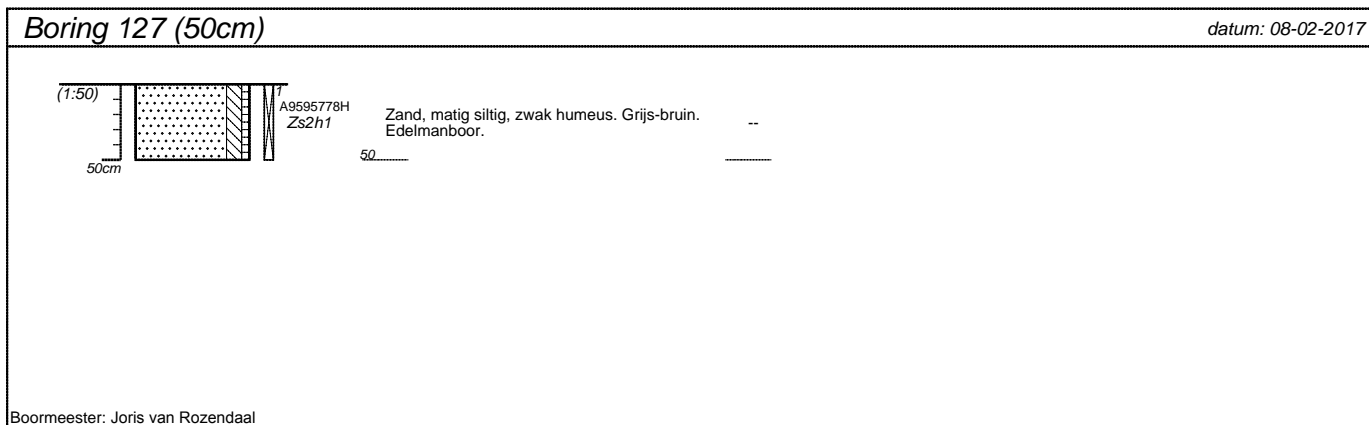 Boring 127 (50cm)
datum: 08-02-2017
(1:50)
1
A9595778H
Zs2h1
Zand, matig siltig, zwak humeus. Grijs-bruin.
Edelmanboor.
--
50
50cm
Boormeester: Joris van Rozendaal